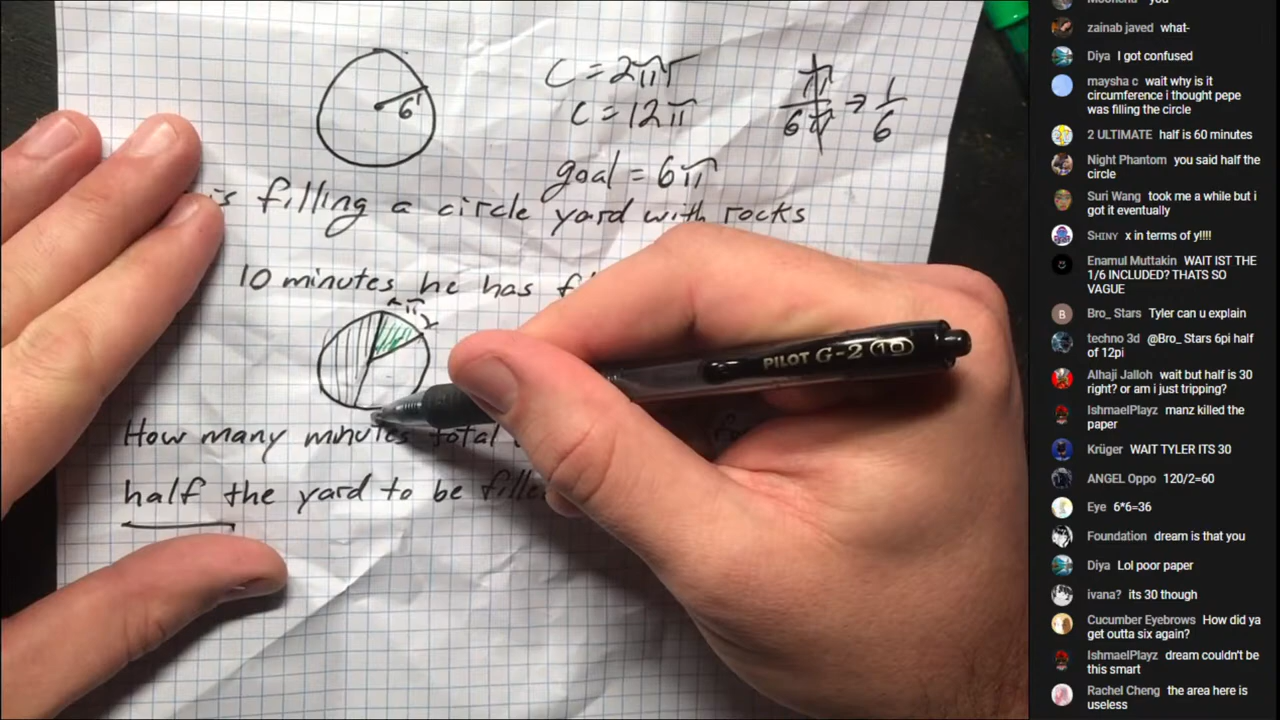 6'
C = 2πr
C = 12π
π
6π → 1
6
goal = 6π
is filling a circle yard with rocks
10 minutes he has
π
How many minutes total
half the yard to be fille
PILOT G-2 (10)
you
zainab javed what-
Diya I got confused
maysha c wait why is it
circumference i thought pepe
was filling the circle
2 ULTIMATE half is 60 minutes
Night Phantom you said half the
circle
Suri Wang took me a while but i
got it eventually
SHINY x in terms of y!!!!
Enamul Muttakin WAIT IST THE
1/6 INCLUDED? THATS SO
VAGUE
Bro_ Stars Tyler can u explain
techno 3d @Bro_ Stars 6pi half
of 12pi
Alhaji Jalloh wait but half is 30
right? or am i just tripping?
IshmaelPlayz manz killed the
paper
Krüger WAIT TYLER ITS 30
ANGEL Oppo 120/2=60
Eye 6*6=36
Foundation dream is that you
Diya Lol poor paper
ivana? its 30 though
Cucumber Eyebrows How did ya
get outta six again?
IshmaelPlayz dream couldn't be
this smart
Rachel Cheng the area here is
useless